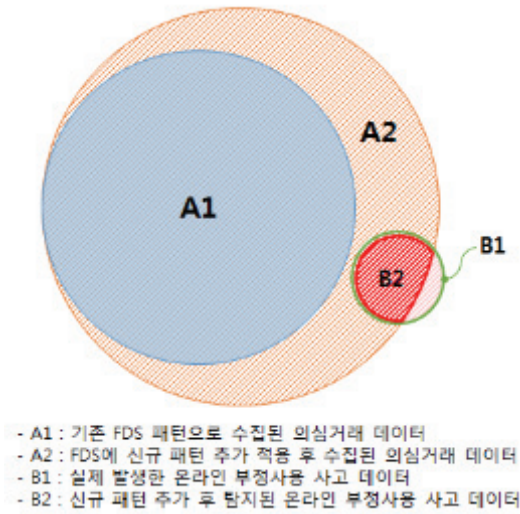 A1
A2
B1
B2
- A1 : 기존 FDS 패턴으로 수집된 의심거래 데이터
- A2 : FDS에 신규 패턴 추가 적용 후 수집된 의심거래 데이터
- B1 : 실제 발생한 온라인 부정사용 사고 데이터
- B2 : 신규 패턴 추가 후 탐지된 온라인 부정사용 사고 데이터